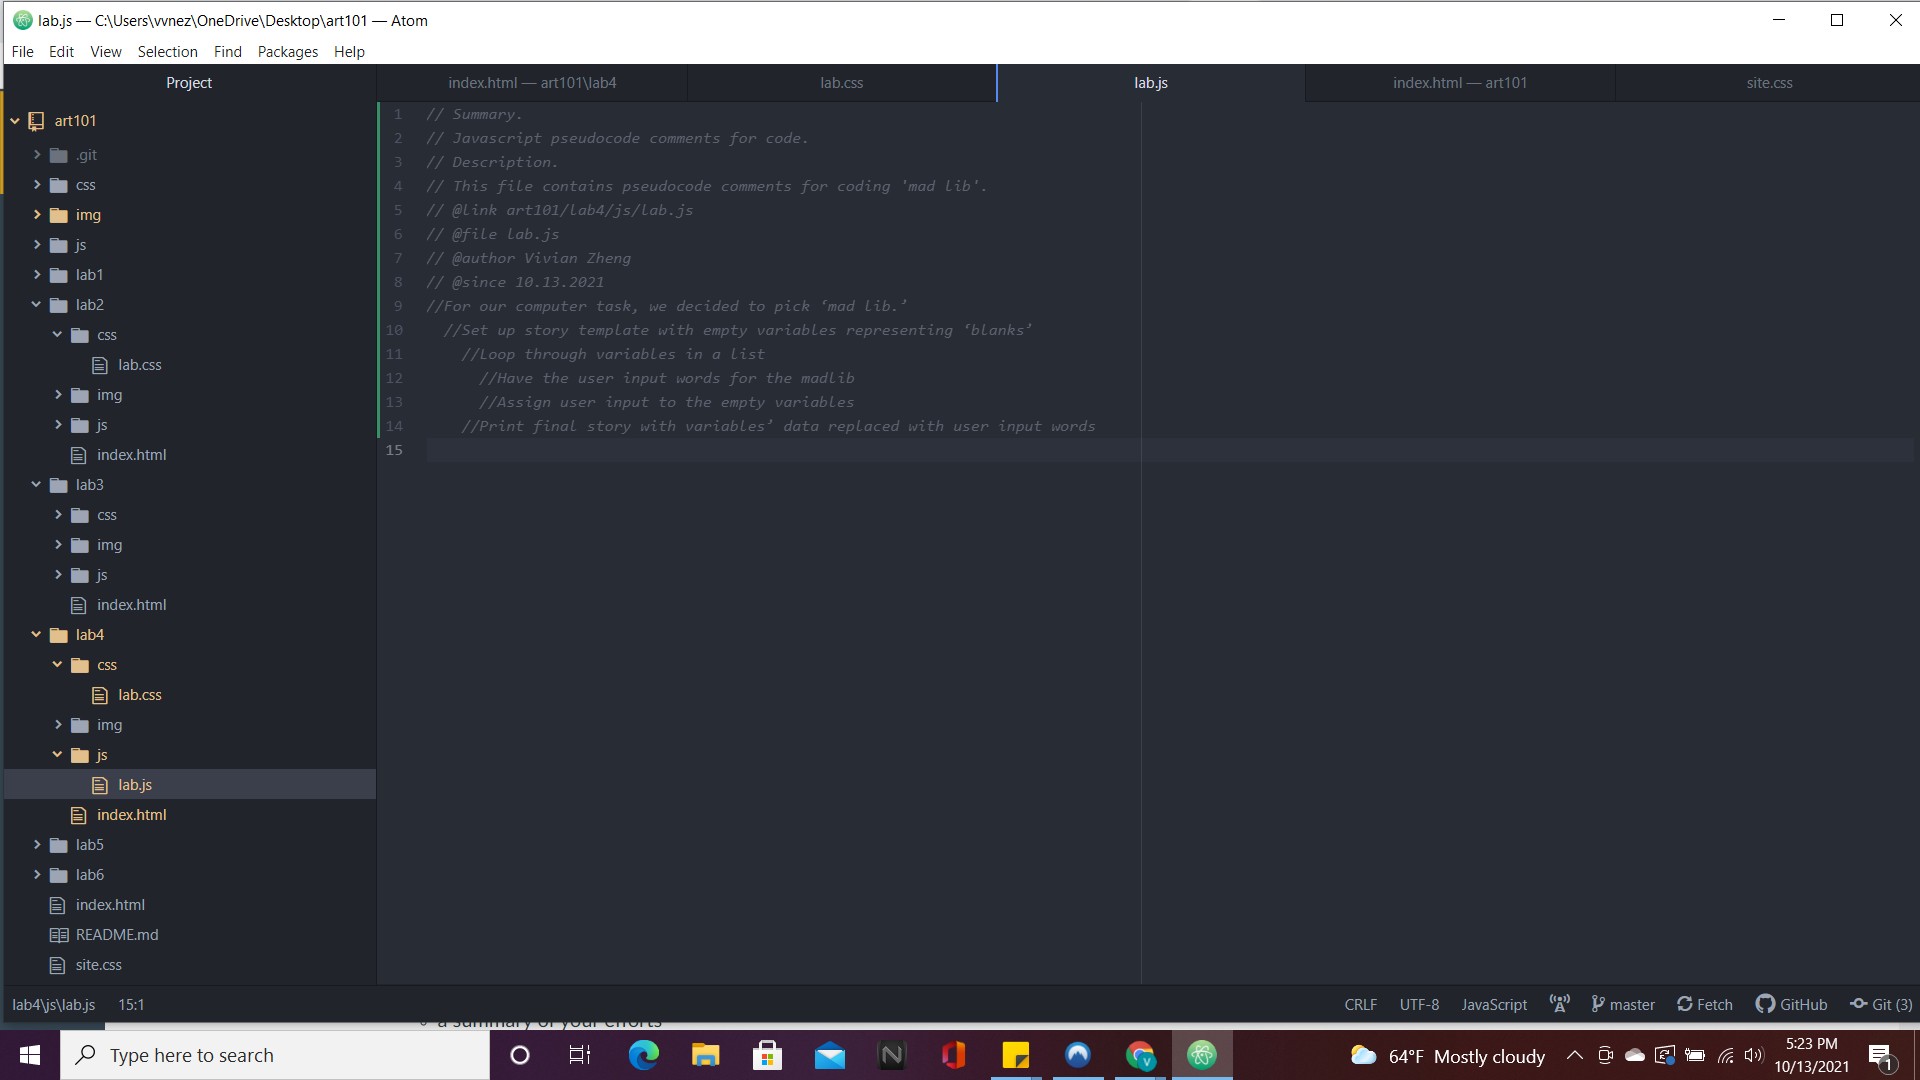 lab.js — C:\Users\vvnez\OneDrive\Desktop\art101 — Atom
File Edit View Selection Find Packages Help
Project
art101
.git
css
img
js
lab1
lab2
css
lab.css
img
js
index.html
lab3
css
img
js
index.html
lab4
css
lab.css
img
js
lab.js
index.html
lab5
lab6
index.html
README.md
site.css
index.html — art101\lab4 lab.css lab.js index.html — art101 site.css
1 // Summary.
2 // Javascript pseudocode comments for code.
3 // Description.
4 // This file contains pseudocode comments for coding 'mad lib'.
5 // @link art101/lab4/js/lab.js
6 // @file lab.js
7 // @author Vivian Zheng
8 // @since 10.13.2021
9 //For our computer task, we decided to pick ‘mad lib.’
10 //Set up story template with empty variables representing ‘blanks’
11 //Loop through variables in a list
12 //Have the user input words for the madlib
13 //Assign user input to the empty variables
14 //Print final story with variables’ data replaced with user input words
15
lab4\js\lab.js 15:1 CRLF UTF-8 JavaScript master Fetch GitHub Git (3)
a summary of your efforts
Type here to search 64°F Mostly cloudy 5:23 PM
10/13/2021 1